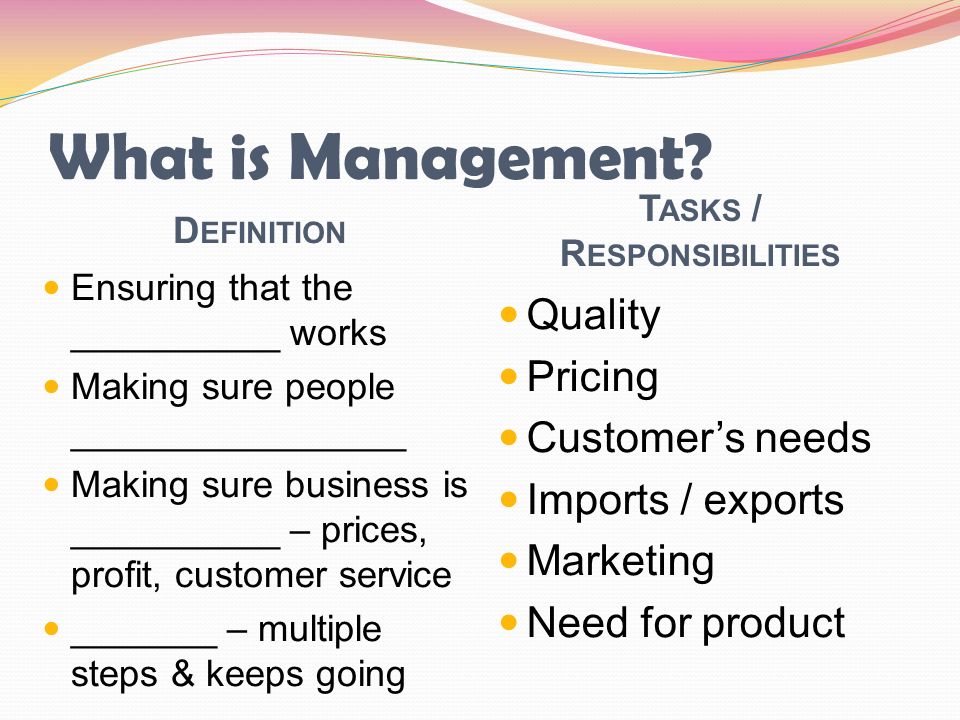 What is Management?
DEFINITION
Ensuring that the
__________ works
Making sure people
________________
Making sure business is
__________ – prices,
profit, customer service
_______ – multiple
steps & keeps going
TASKS /
RESPONSIBILITIES
Quality
Pricing
Customer’s needs
Imports / exports
Marketing
Need for product